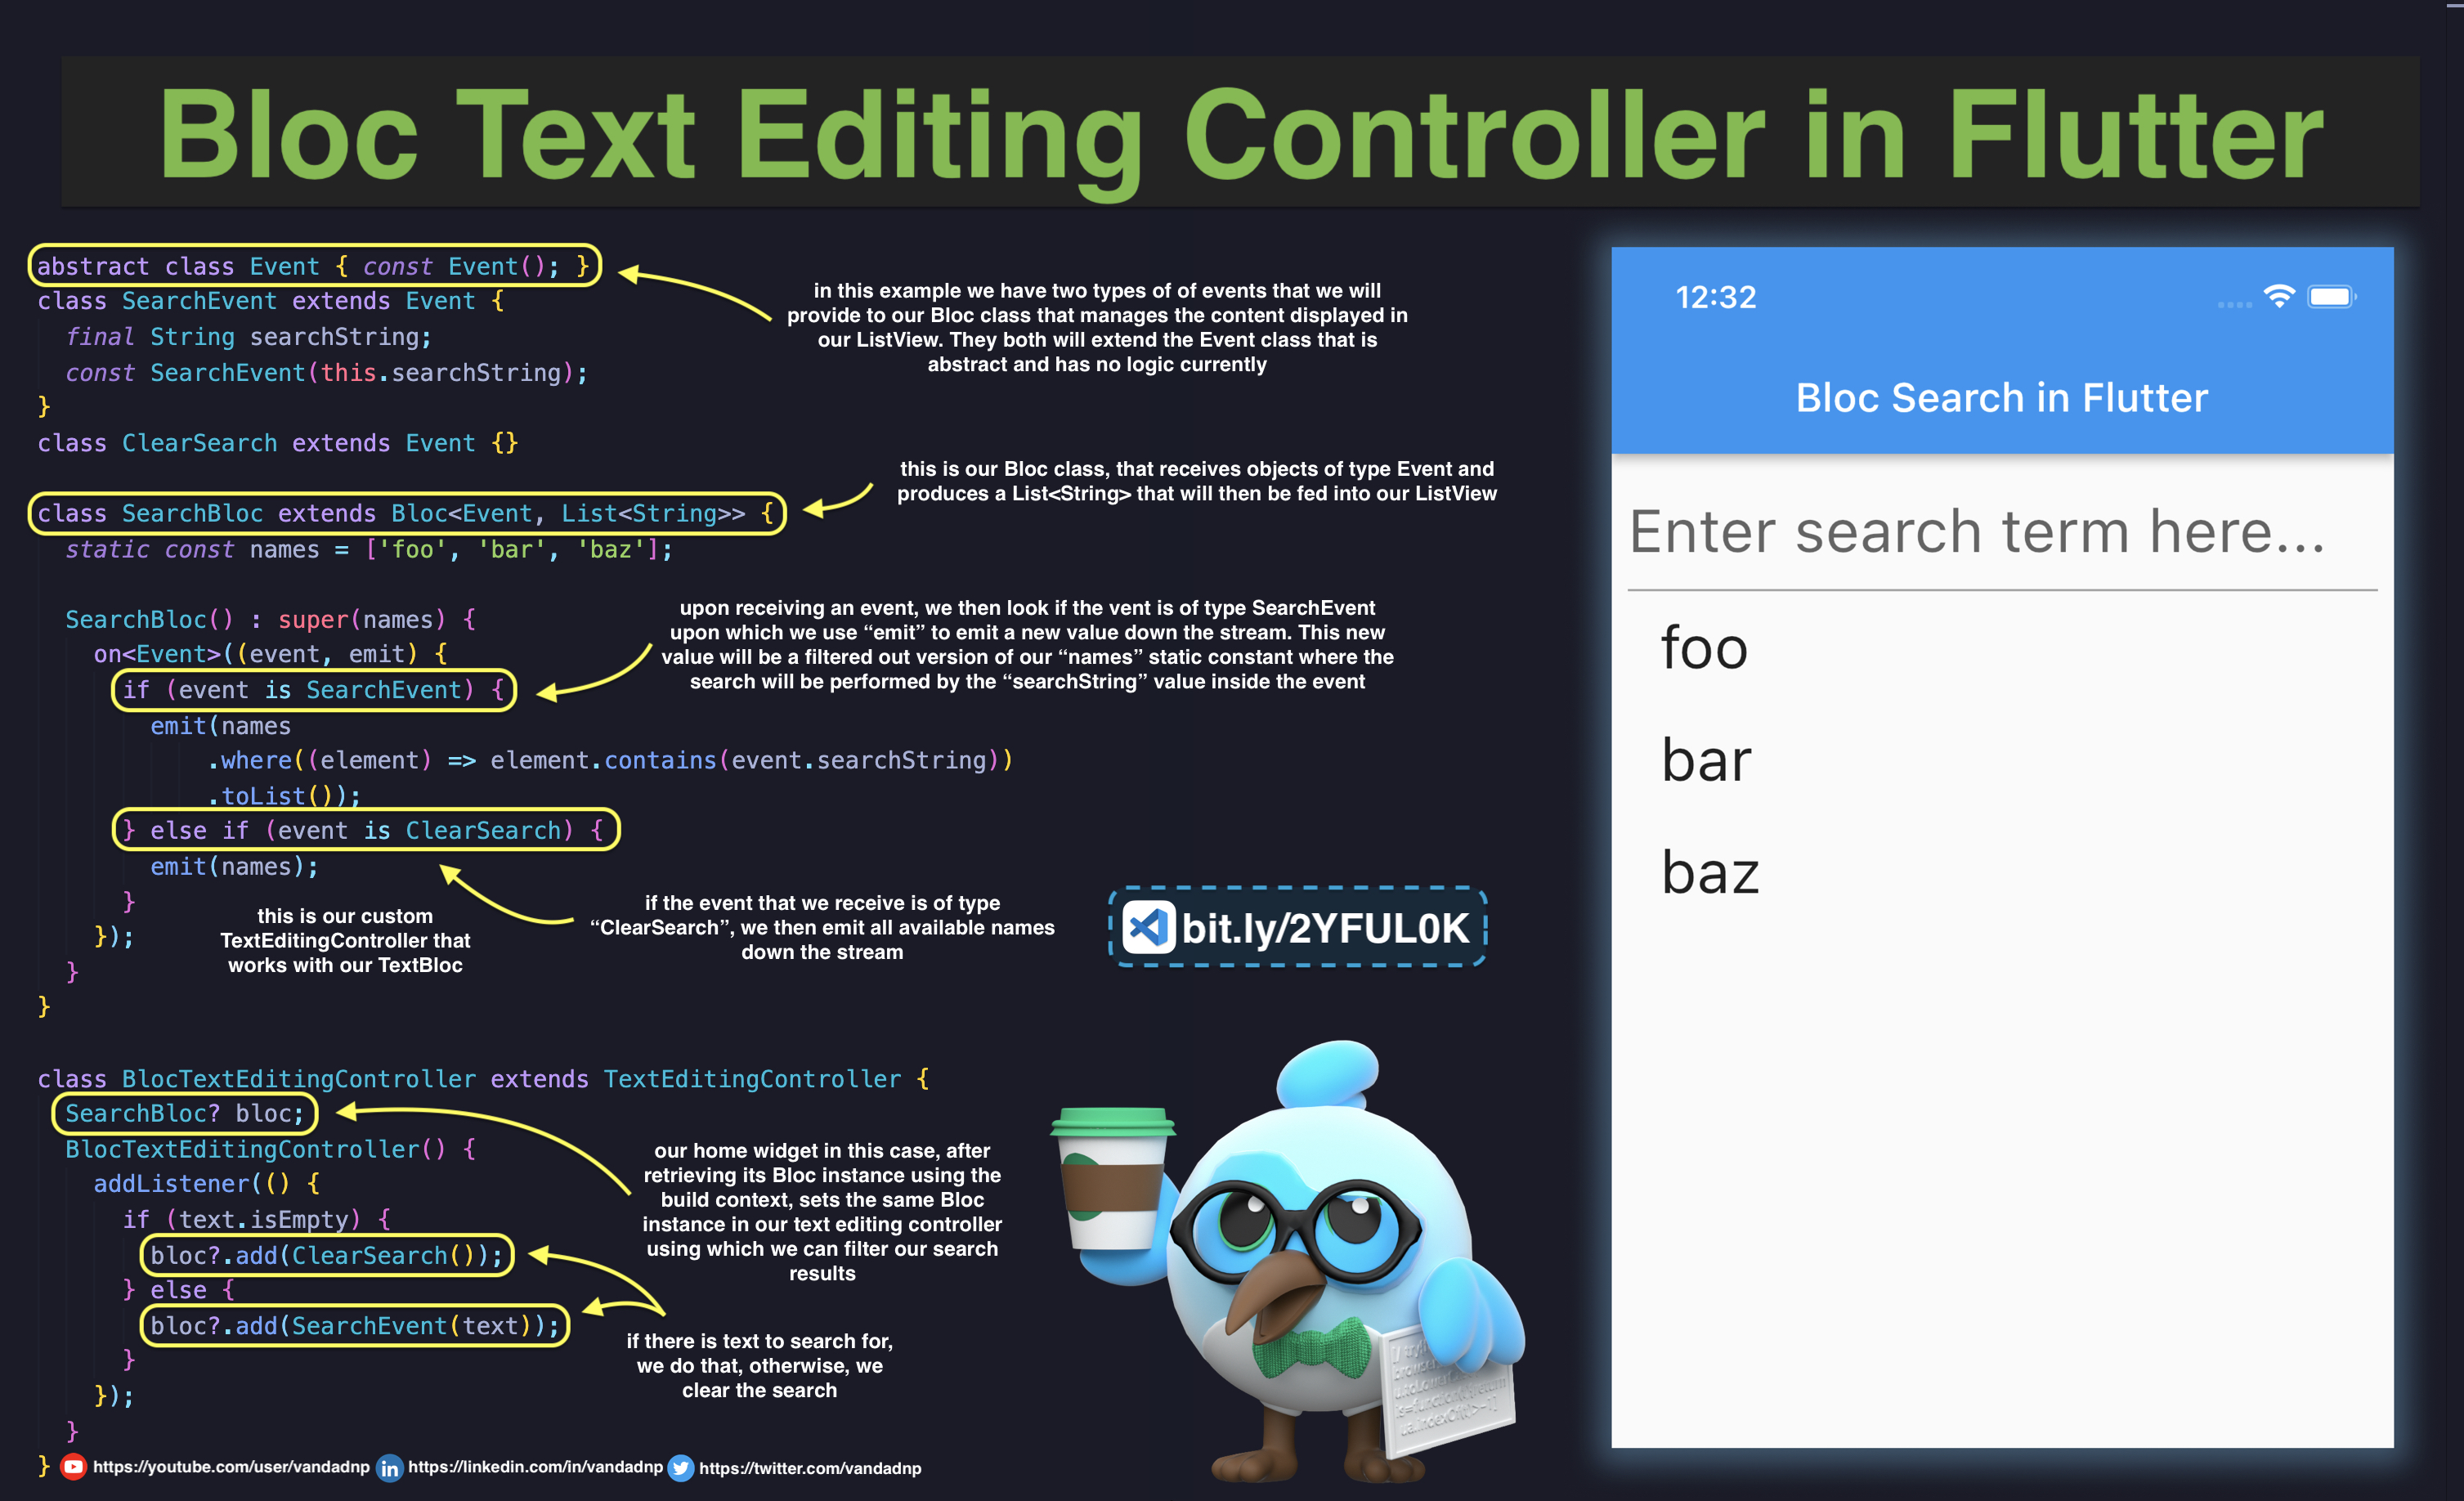 Bloc Text Editing Controller in Flutter
abstract class Event { const Event(); }
class SearchEvent extends Event {
final String searchString;
const SearchEvent(this.searchString);
}
class ClearSearch extends Event {}
in this example we have two types of of events that we will
provide to our Bloc class that manages the content displayed in
our ListView. They both will extend the Event class that is
abstract and has no logic currently
class SearchBloc extends Bloc<Event, List<String>> {
static const names = ['foo', 'bar', 'baz'];
this is our Bloc class, that receives objects of type Event and
produces a List<String> that will then be fed into our ListView
SearchBloc() : super(names) {
on<Event>((event, emit) {
if (event is SearchEvent) {
emit(names
.where((element) => element.contains(event.searchString))
.toList());
} else if (event is ClearSearch) {
emit(names);
}
});
}
}
upon receiving an event, we then look if the vent is of type SearchEvent
upon which we use “emit” to emit a new value down the stream. This new
value will be a filtered out version of our “names” static constant where the
search will be performed by the “searchString” value inside the event
if the event that we receive is of type
“ClearSearch”, we then emit all available names
down the stream
this is our custom
TextEditingController that
works with our TextBloc
bit.ly/2YFUL0K
class BlocTextEditingController extends TextEditingController {
SearchBloc? bloc;
BlocTextEditingController() {
addListener(() {
if (text.isEmpty) {
bloc?.add(ClearSearch());
} else {
bloc?.add(SearchEvent(text));
}
});
}
}
our home widget in this case, after
retrieving its Bloc instance using the
build context, sets the same Bloc
instance in our text editing controller
using which we can filter our search
results
if there is text to search for,
we do that, otherwise, we
clear the search
https://youtube.com/user/vandadnp
in
https://linkedin.com/in/vandadnp
https://twitter.com/vandadnp
12:32
Bloc Search in Flutter
Enter search term here...
foo
bar
baz